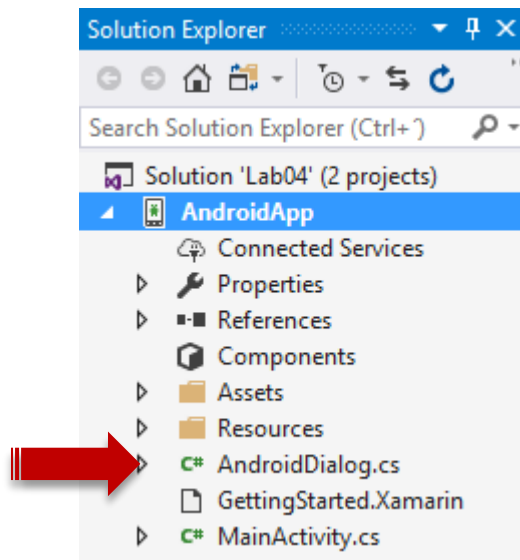 Solution Explorer
Search Solution Explorer (Ctrl+´)
Solution 'Lab04' (2 projects)
AndroidApp
Connected Services
Properties
References
Components
Assets
Resources
C# AndroidDialog.cs
GettingStarted.Xamarin
C# MainActivity.cs